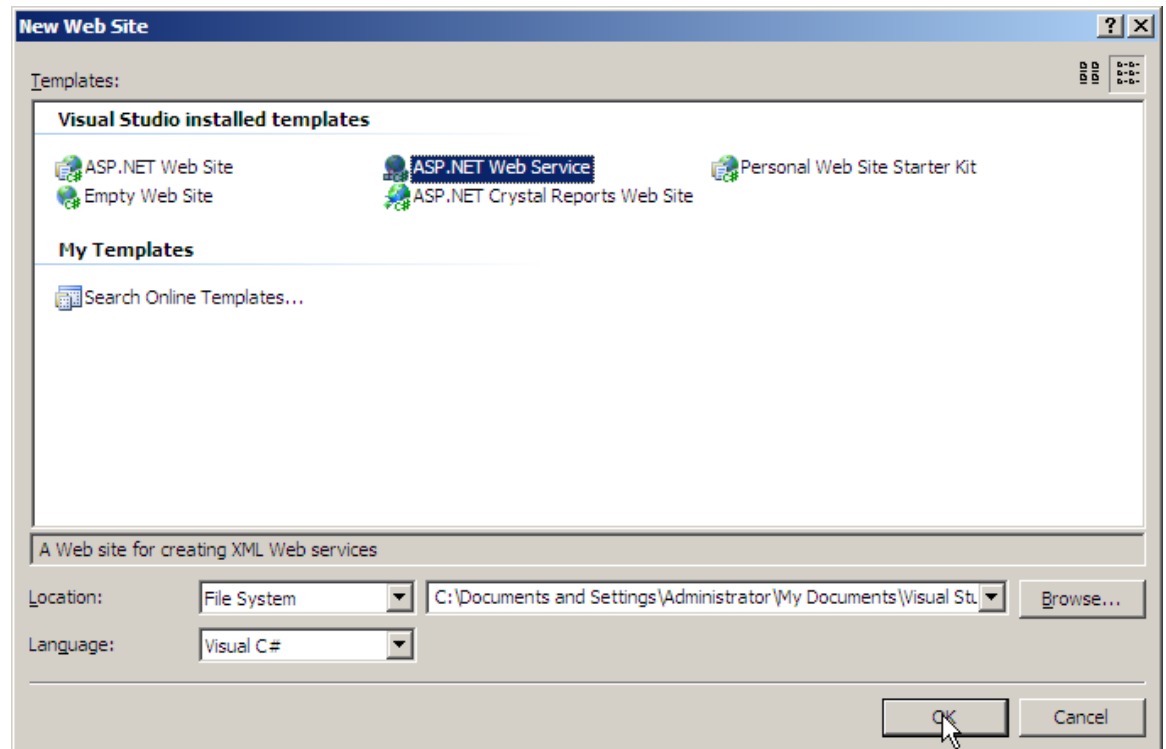 New Web Site
Templates:
Visual Studio installed templates
ASP.NET Web Site ASP.NET Web Service Personal Web Site Starter Kit
Empty Web Site ASP.NET Crystal Reports Web Site
My Templates
Search Online Templates...
A Web site for creating XML Web services
Location: File System C:\Documents and Settings\Administrator\My Documents\Visual Stu Browse...
Language: Visual C#
OK Cancel